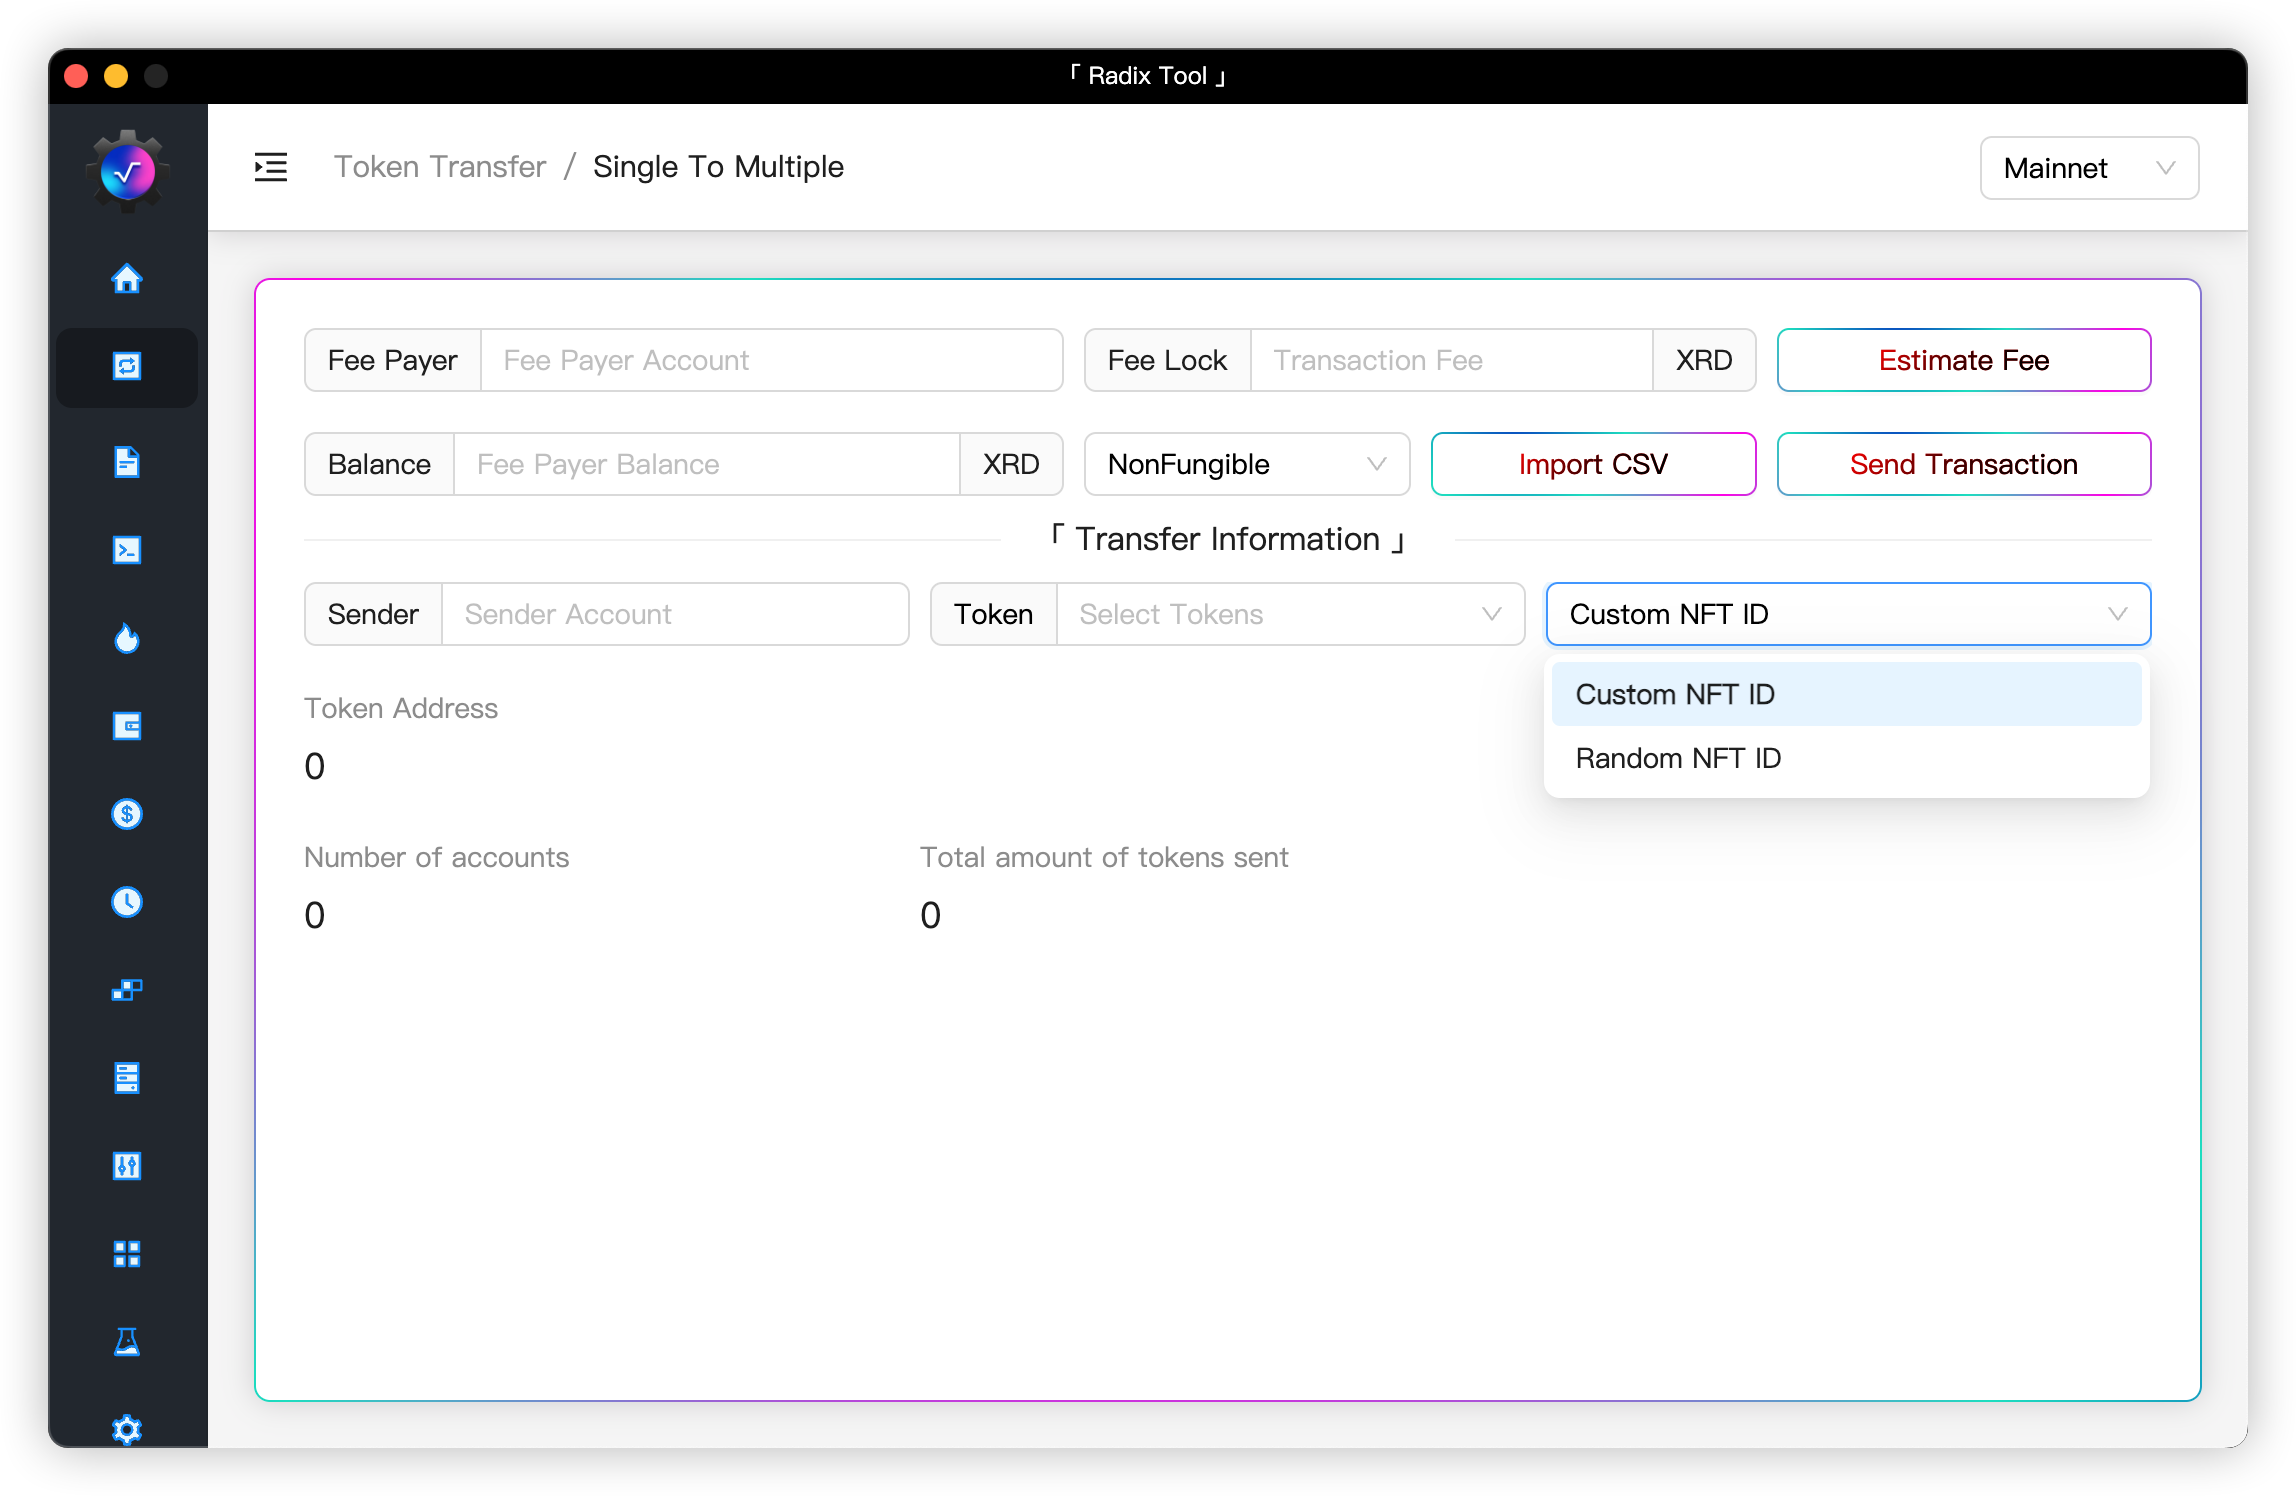 「 Radix Tool 」
Token Transfer / Single To Multiple
Mainnet
Fee Payer Fee Payer Account Fee Lock Transaction Fee XRD Estimate Fee
Balance Fee Payer Balance XRD NonFungible Import CSV Send Transaction
「 Transfer Information 」
Sender Sender Account Token Select Tokens Custom NFT ID
Custom NFT ID
Random NFT ID
Token Address
0
Number of accounts Total amount of tokens sent
0 0